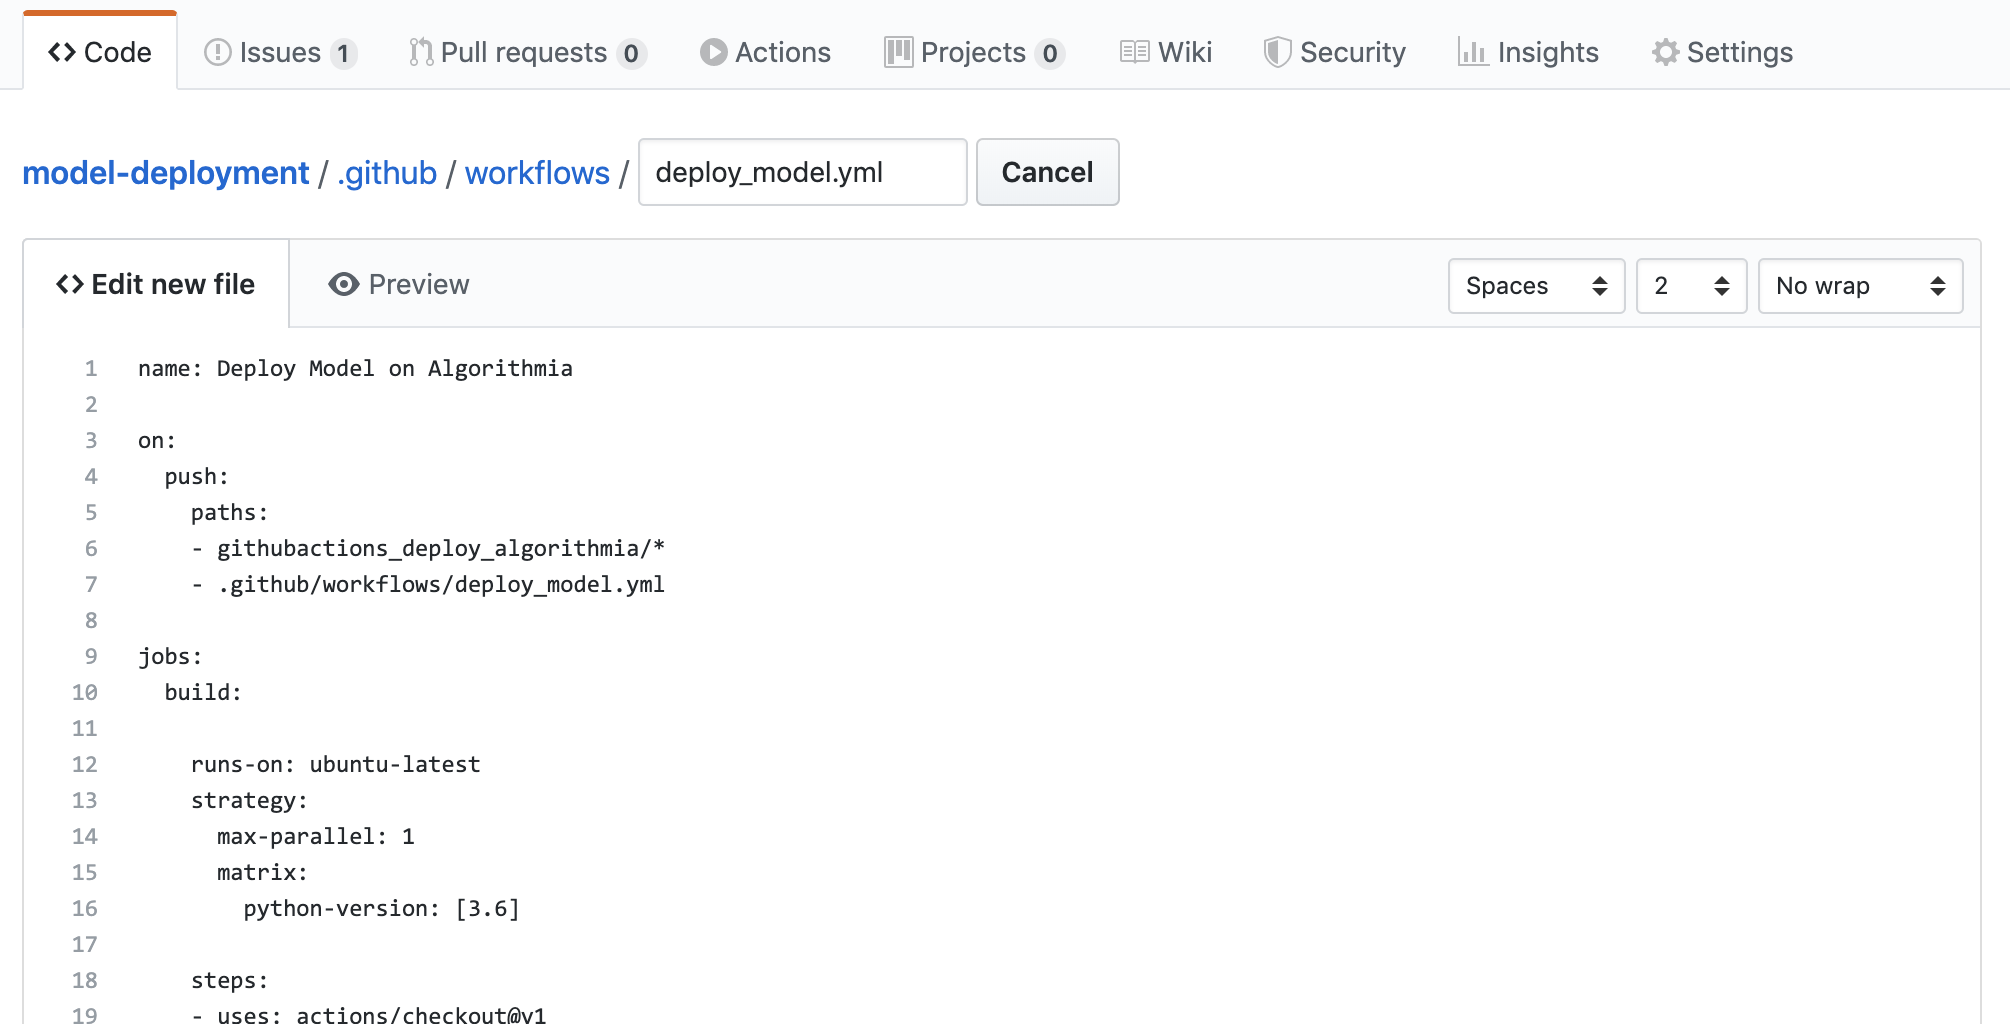 Code Issues 1 Pull requests 0 Actions Projects 0 Wiki Security Insights Settings
model-deployment / .github / workflows / deploy_model.yml Cancel
Edit new file Preview Spaces 2 No wrap
1 name: Deploy Model on Algorithmia
2
3 on:
4   push:
5     paths:
6     - githubactions_deploy_algorithmia/*
7     - .github/workflows/deploy_model.yml
8
9 jobs:
10   build:
11
12     runs-on: ubuntu-latest
13     strategy:
14       max-parallel: 1
15       matrix:
16         python-version: [3.6]
17
18     steps:
19     - uses: actions/checkout@v1